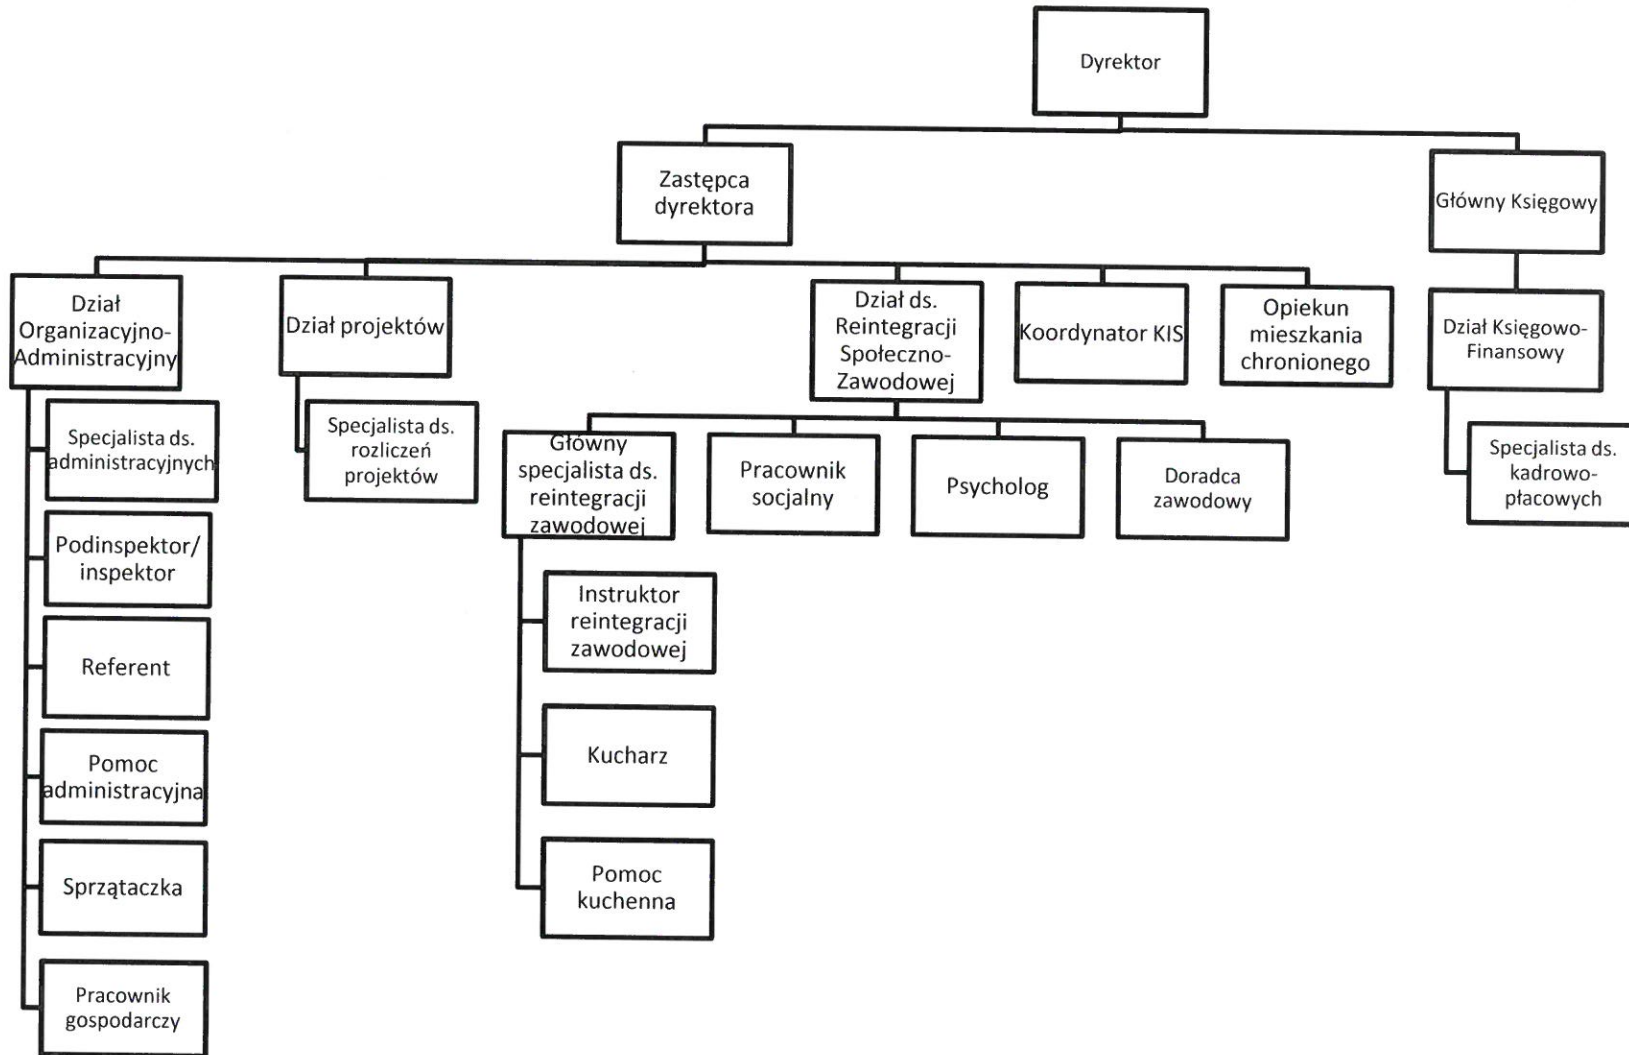 Dyrektor
Zastępca
dyrektora
Główny Księgowy
Dział
Organizacyjno-
Administracyjny
Dział projektów
Dział ds.
Reintegracji
Społeczno-
Zawodowej
Koordynator KIS
Opiekun
mieszkania
chronionego
Dział Księgowo-
Finansowy
Specjalista ds.
administracyjnych
Specjalista ds.
rozliczeń
projektów
Główny
specjalista ds.
reintegracji
zawodowej
Pracownik
socjalny
Psycholog
Doradca
zawodowy
Specjalista ds.
kadrowo-
płacowych
Podinspektor/
inspektor
Referent
Pomoc
administracyjna
Sprzątaczka
Pracownik
gospodarczy
Instruktor
reintegracji
zawodowej
Kucharz
Pomoc
kuchenna